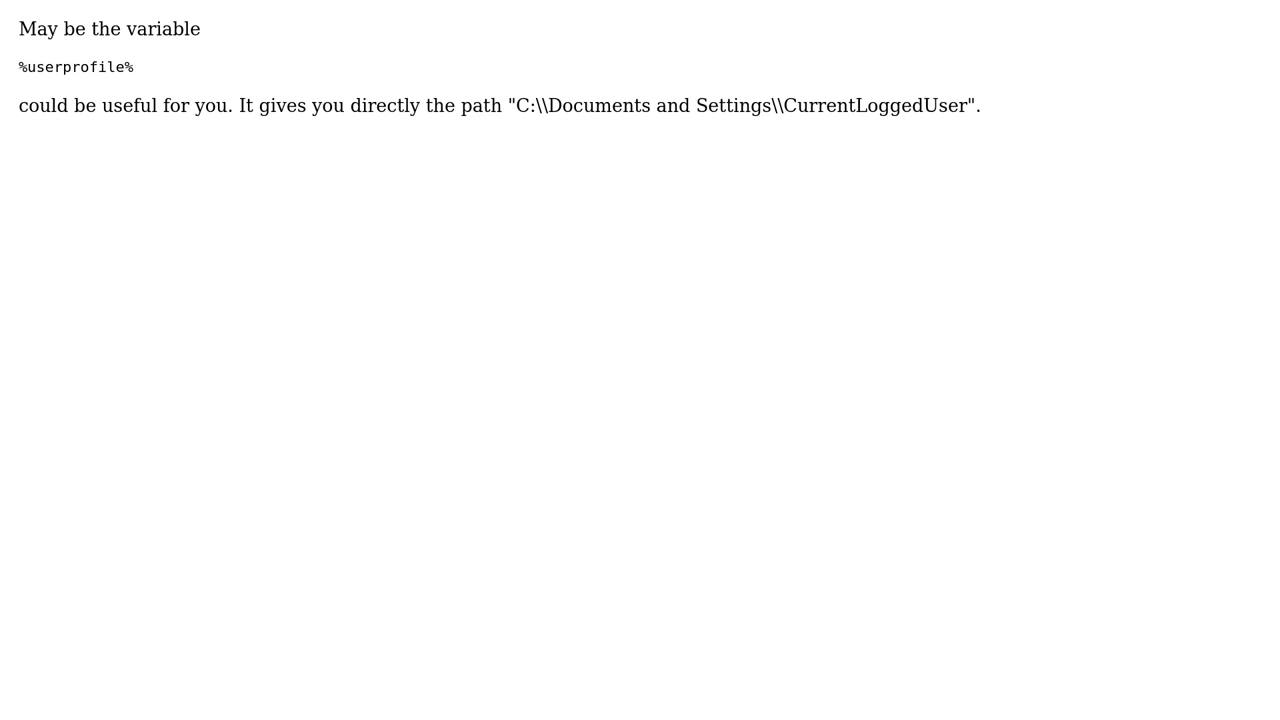 May be the variable
%userprofile%
could be useful for you. It gives you directly the path "C:\\Documents and Settings\\CurrentLoggedUser".